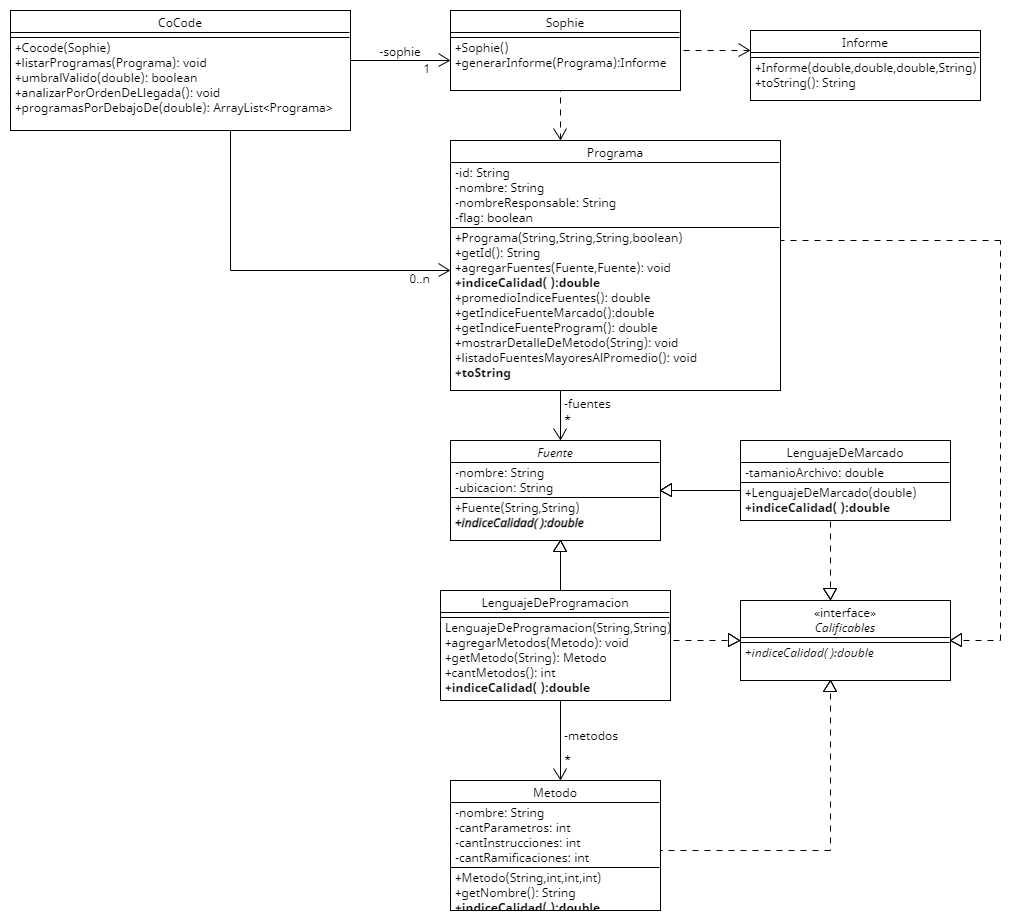 CoCode
+Cocode(Sophie)
+listarProgramas(Programa): void
+umbralValido(double): boolean
+analizarPorOrdenDeLlegada(): void
+programasPorDebajoDe(double): ArrayList<Programa>
-sophie
1
Sophie
+Sophie()
+generarInforme(Programa):Informe
Informe
+Informe(double,double,double,String)
+toString(): String
0..n
Programa
-id: String
-nombre: String
-nombreResponsable: String
-flag: boolean
+Programa(String,String,String,boolean)
+getId(): String
+agregarFuentes(Fuente,Fuente): void
+indiceCalidad( ):double
+promedioIndiceFuentes(): double
+getIndiceFuenteMarcado():double
+getIndiceFuenteProgram(): double
+mostrarDetalleDeMetodo(String): void
+listadoFuentesMayoresAlPromedio(): void
+toString
-fuentes
*
Fuente
-nombre: String
-ubicacion: String
+Fuente(String,String)
+indiceCalidad( ):double
LenguajeDeMarcado
-tamanioArchivo: double
+LenguajeDeMarcado(double)
+indiceCalidad( ):double
LenguajeDeProgramacion
LenguajeDeProgramacion(String,String)
+agregarMetodos(Metodo): void
+getMetodo(String): Metodo
+cantMetodos(): int
+indiceCalidad( ):double
«interface»
Calificables
+indiceCalidad( ):double
-metodos
*
Metodo
-nombre: String
-cantParametros: int
-cantInstrucciones: int
-cantRamificaciones: int
+Metodo(String,int,int,int)
+getNombre(): String
+indiceCalidad( ):double